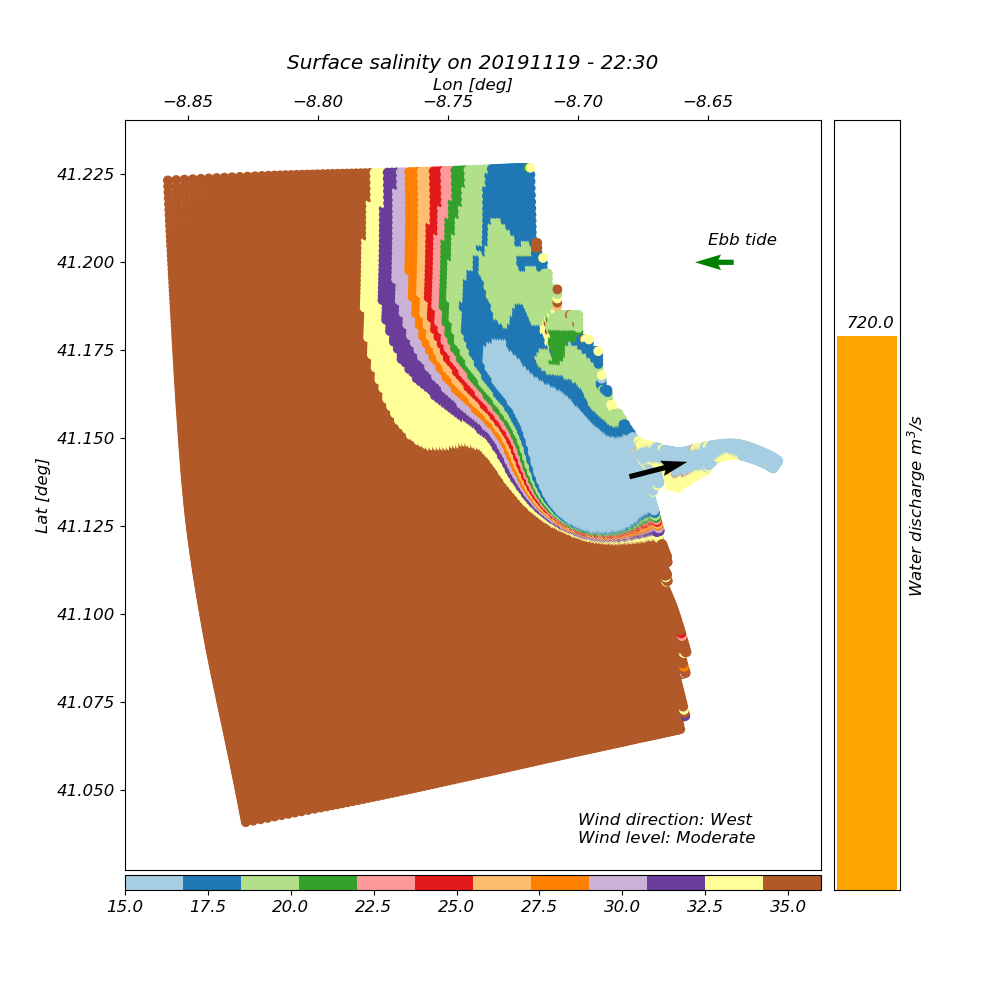 Surface salinity on 20191119 - 22:30
Lon [deg]
−8.85 −8.80 −8.75 −8.70 −8.65
41.225
41.200
41.175
41.150
41.125
41.100
41.075
41.050
Lat [deg]
Ebb tide
720.0
Water discharge m³/s
Wind direction: West
Wind level: Moderate
15.0 17.5 20.0 22.5 25.0 27.5 30.0 32.5 35.0